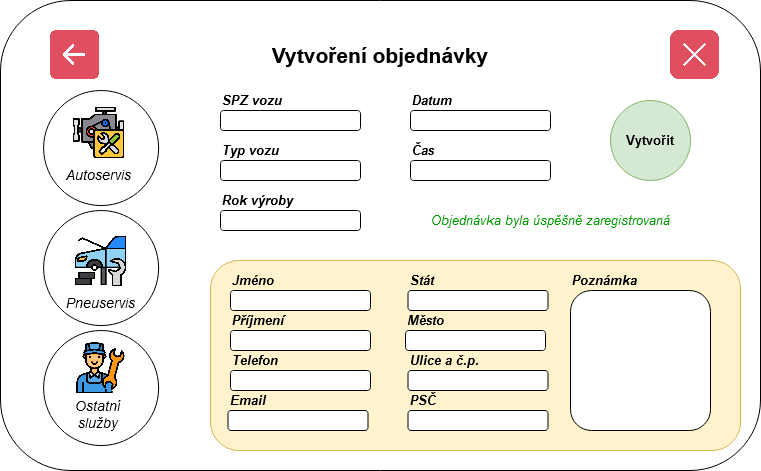 Vytvoření objednávky
Autoservis
Pneuservis
Ostatní
služby
SPZ vozu
Datum
Typ vozu
Čas
Rok výroby
Vytvořit
Objednávka byla úspěšně zaregistrovaná
Jméno
Stát
Poznámka
Příjmení
Město
Telefon
Ulice a č.p.
Email
PSČ